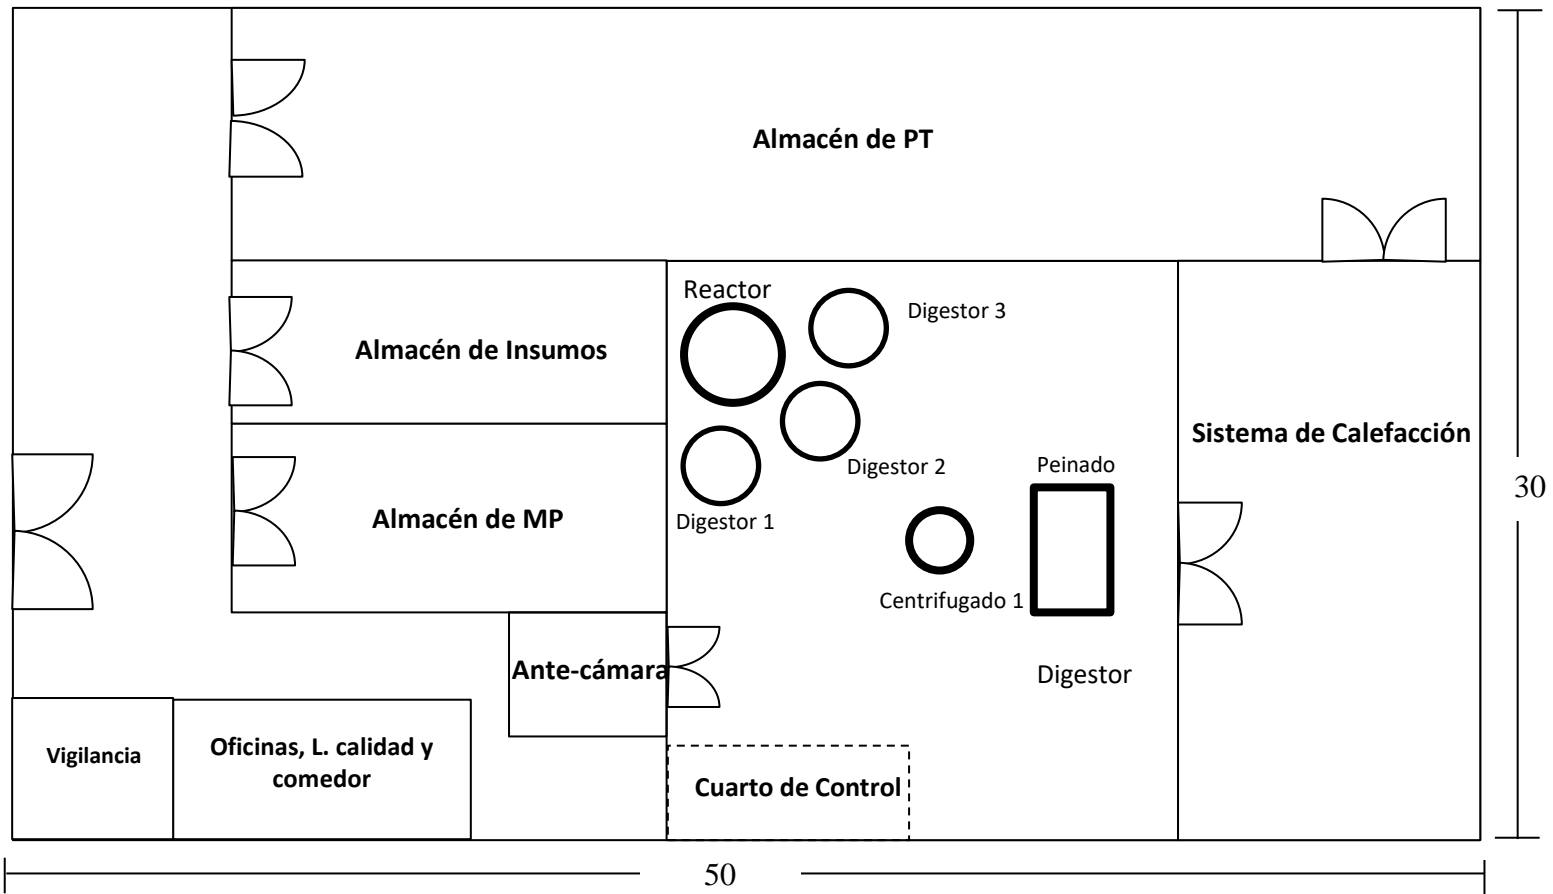 Almacén de PT
Reactor
Digestor 3
Almacén de Insumos
Sistema de Calefacción
Digestor 2
Peinado
30
Almacén de MP
Digestor 1
Centrifugado 1
Ante-cámara
Digestor
Vigilancia
Oficinas, L. calidad y
comedor
Cuarto de Control
50